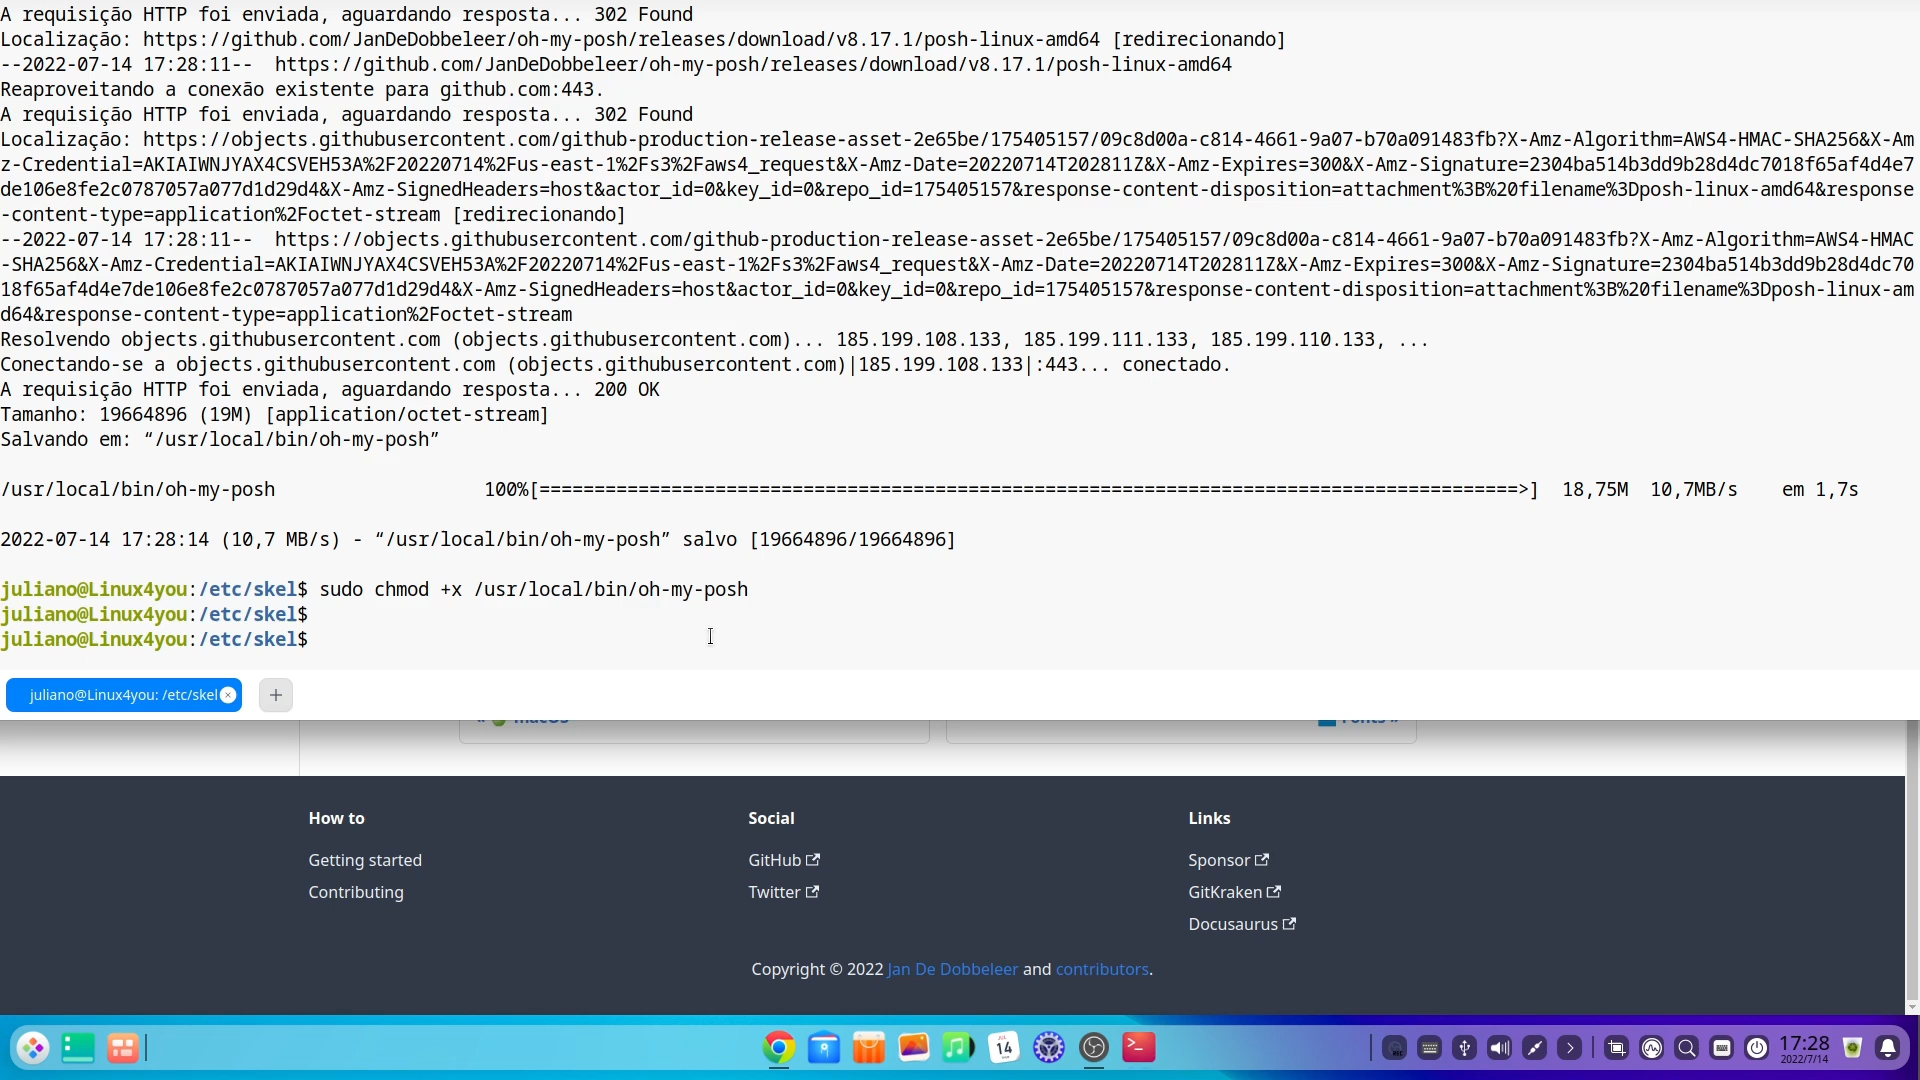 A requisição HTTP foi enviada, aguardando resposta... 302 Found
Localização: https://github.com/JanDeDobbeleer/oh-my-posh/releases/download/v8.17.1/posh-linux-amd64 [redirecionando]
--2022-07-14 17:28:11--  https://github.com/JanDeDobbeleer/oh-my-posh/releases/download/v8.17.1/posh-linux-amd64
Reaproveitando a conexão existente para github.com:443.
A requisição HTTP foi enviada, aguardando resposta... 302 Found
Localização: https://objects.githubusercontent.com/github-production-release-asset-2e65be/175405157/09c8d00a-c814-4661-9a07-b70a091483fb?X-Amz-Algorithm=AWS4-HMAC-SHA256&X-Am
z-Credential=AKIAIWNJYAX4CSVEH53A%2F20220714%2Fus-east-1%2Fs3%2Faws4_request&X-Amz-Date=20220714T202811Z&X-Amz-Expires=300&X-Amz-Signature=2304ba514b3dd9b28d4dc7018f65af4d4e7
de106e8fe2c0787057a077d1d29d4&X-Amz-SignedHeaders=host&actor_id=0&key_id=0&repo_id=175405157&response-content-disposition=attachment%3B%20filename%3Dposh-linux-amd64&response
-content-type=application%2Foctet-stream [redirecionando]
--2022-07-14 17:28:11--  https://objects.githubusercontent.com/github-production-release-asset-2e65be/175405157/09c8d00a-c814-4661-9a07-b70a091483fb?X-Amz-Algorithm=AWS4-HMAC
-SHA256&X-Amz-Credential=AKIAIWNJYAX4CSVEH53A%2F20220714%2Fus-east-1%2Fs3%2Faws4_request&X-Amz-Date=20220714T202811Z&X-Amz-Expires=300&X-Amz-Signature=2304ba514b3dd9b28d4dc70
18f65af4d4e7de106e8fe2c0787057a077d1d29d4&X-Amz-SignedHeaders=host&actor_id=0&key_id=0&repo_id=175405157&response-content-disposition=attachment%3B%20filename%3Dposh-linux-am
d64&response-content-type=application%2Foctet-stream
Resolvendo objects.githubusercontent.com (objects.githubusercontent.com)... 185.199.108.133, 185.199.111.133, 185.199.110.133, ...
Conectando-se a objects.githubusercontent.com (objects.githubusercontent.com)|185.199.108.133|:443... conectado.
A requisição HTTP foi enviada, aguardando resposta... 200 OK
Tamanho: 19664896 (19M) [application/octet-stream]
Salvando em: “/usr/local/bin/oh-my-posh”
/usr/local/bin/oh-my-posh 100%[=========================================================================================>] 18,75M 10,7MB/s em 1,7s
2022-07-14 17:28:14 (10,7 MB/s) - “/usr/local/bin/oh-my-posh” salvo [19664896/19664896]
juliano@Linux4you:/etc/skel$ sudo chmod +x /usr/local/bin/oh-my-posh
juliano@Linux4you:/etc/skel$
juliano@Linux4you:/etc/skel$
juliano@Linux4you: /etc/skel
« macOS
Fonts »
How to
Getting started
Contributing
Social
GitHub
Twitter
Links
Sponsor
GitKraken
Docusaurus
Copyright © 2022 Jan De Dobbeleer and contributors.
14
17:28
2022/7/14